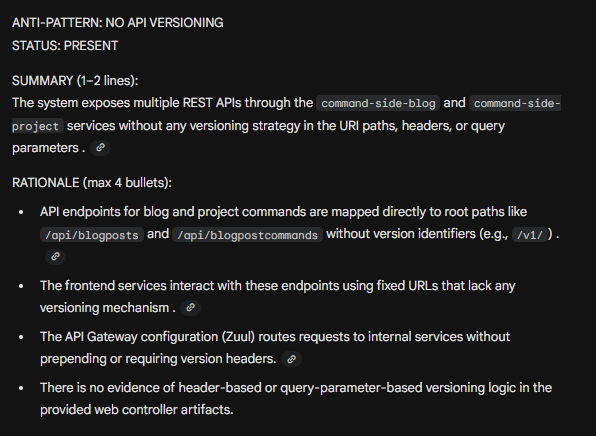 ANTI-PATTERN: NO API VERSIONING
STATUS: PRESENT
SUMMARY (1–2 lines):
The system exposes multiple REST APIs through the command-side-blog and command-side-
project services without any versioning strategy in the URI paths, headers, or query
parameters .
RATIONALE (max 4 bullets):
• API endpoints for blog and project commands are mapped directly to root paths like
/api/blogposts and /api/blogpostcommands without version identifiers (e.g., /v1/ ) .
• The frontend services interact with these endpoints using fixed URLs that lack any
versioning mechanism .
• The API Gateway configuration (Zuul) routes requests to internal services without
prepending or requiring version headers.
• There is no evidence of header-based or query-parameter-based versioning logic in the
provided web controller artifacts.